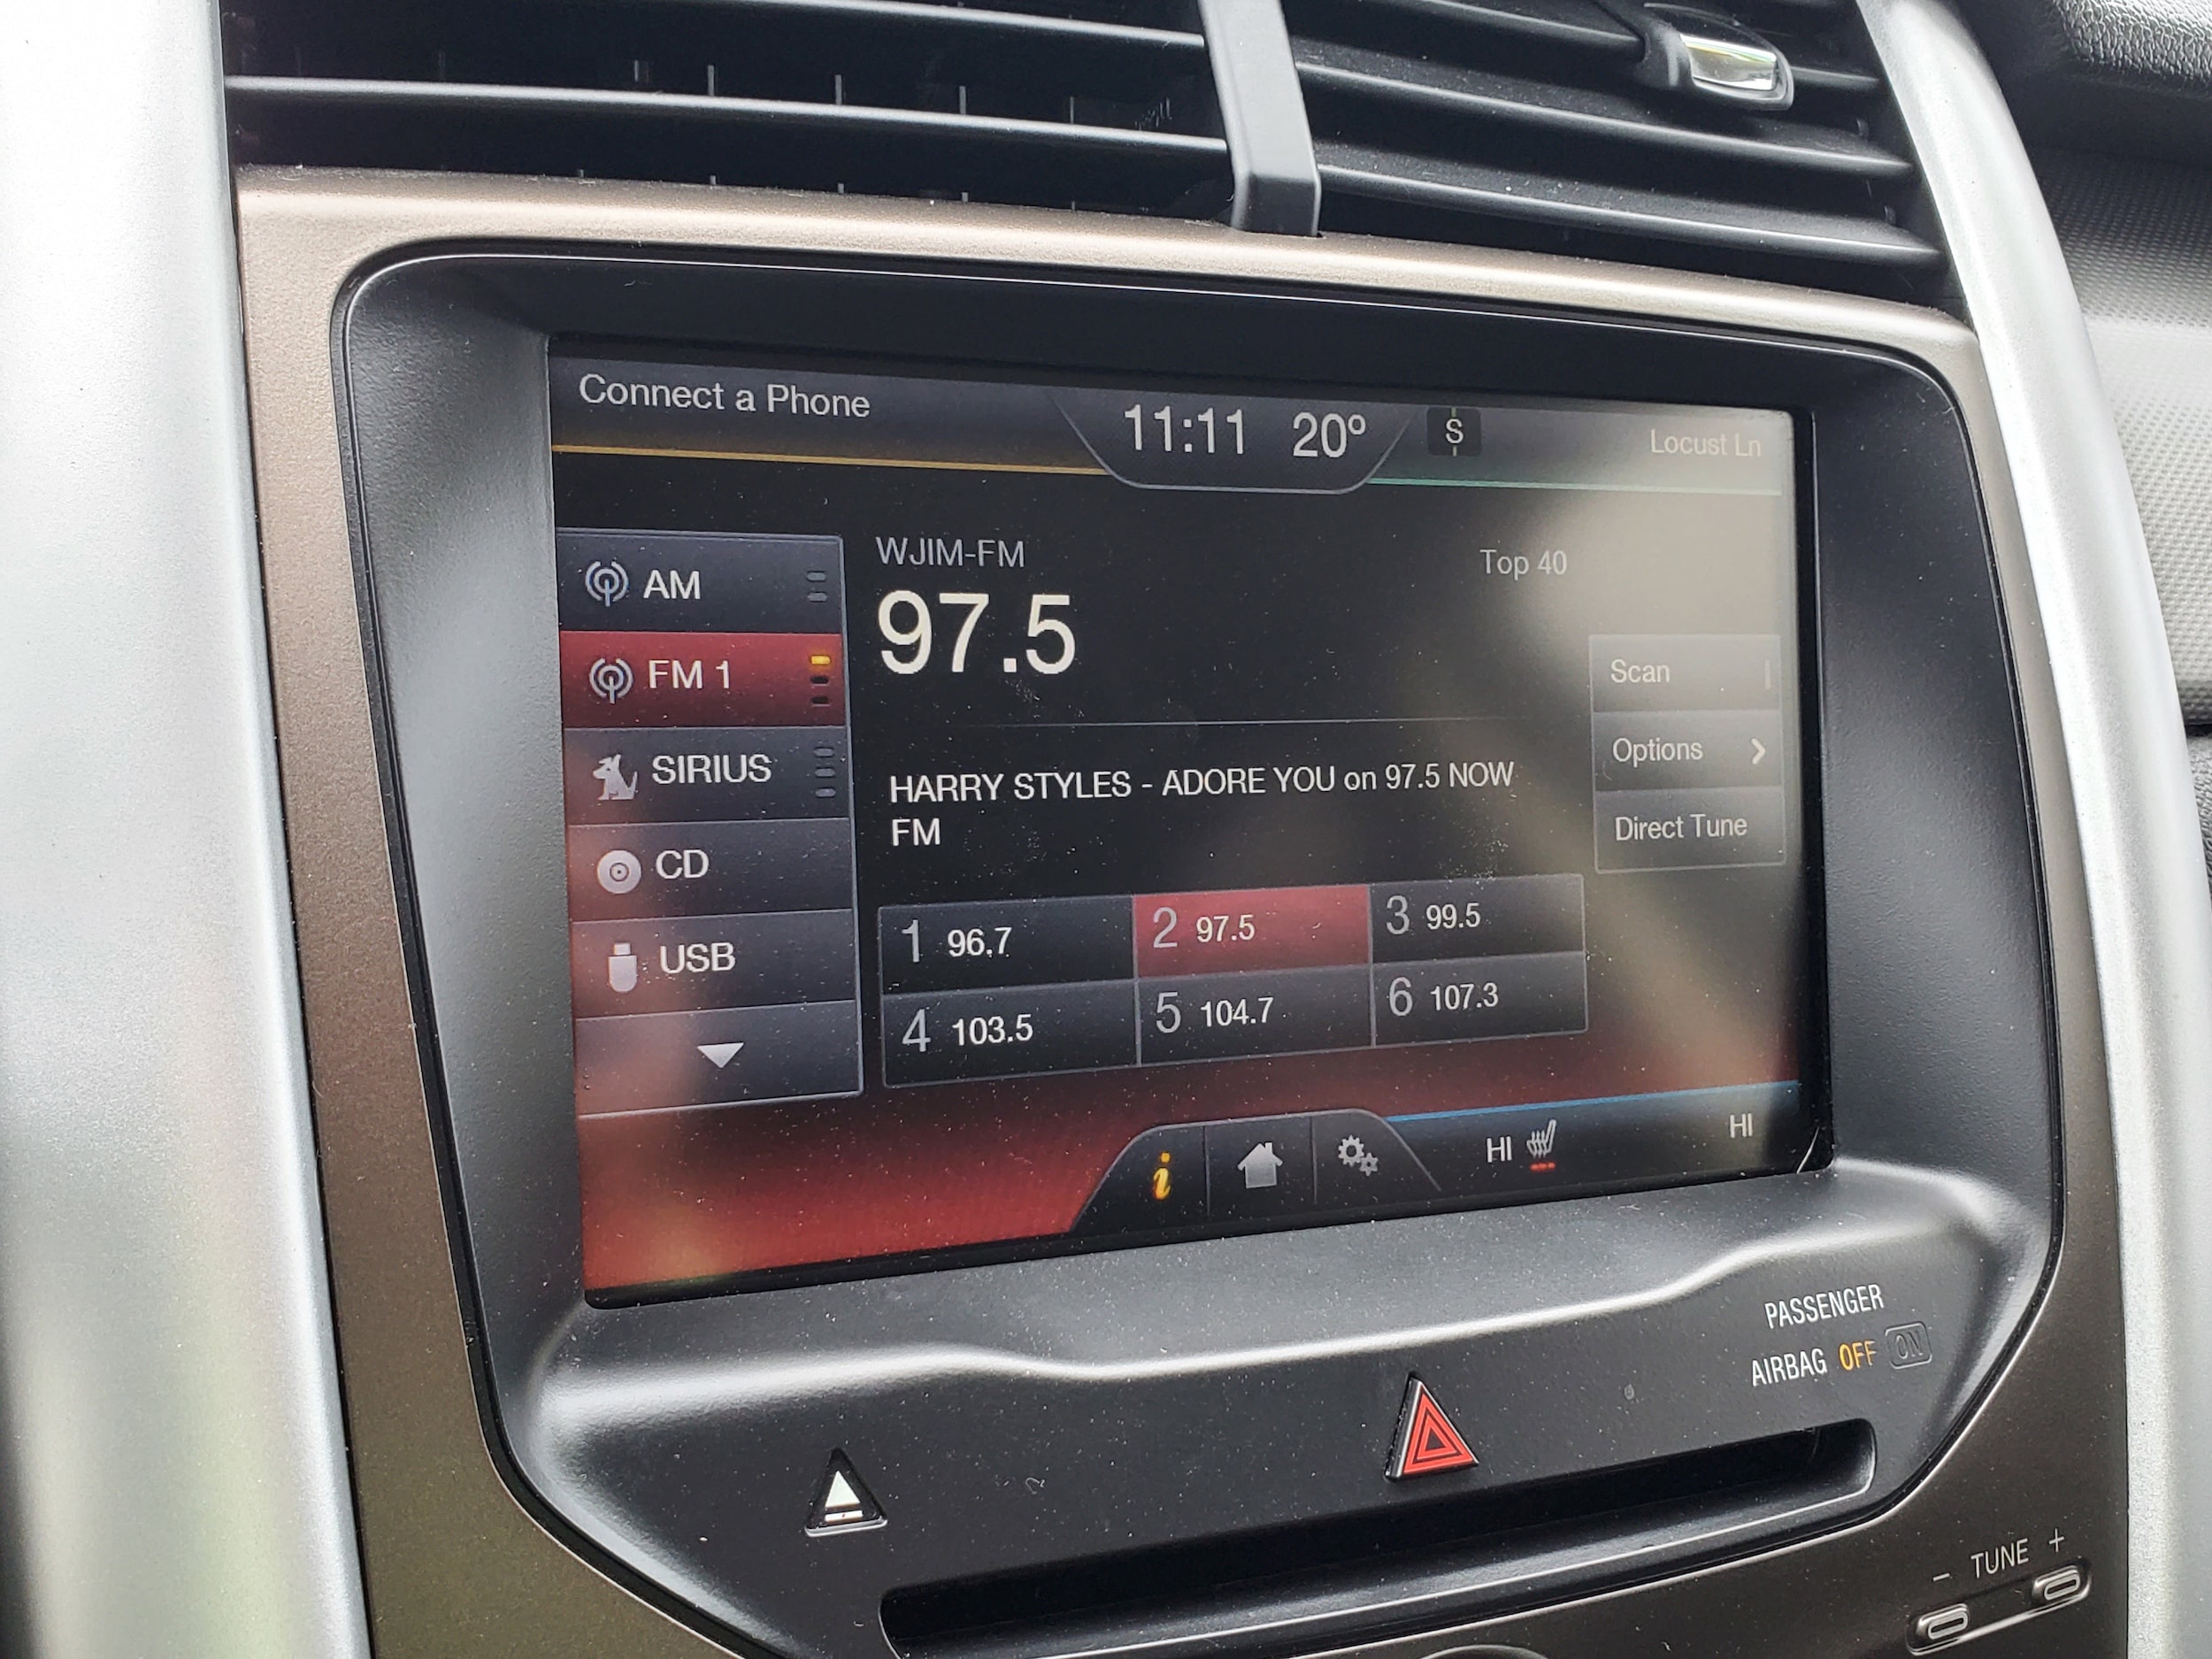 Connect a Phone
11:11 20°
S
Locust Ln
AM
FM 1
SIRIUS
CD
USB
WJIM-FM
Top 40
97.5
HARRY STYLES - ADORE YOU on 97.5 NOW
FM
Scan
Options
Direct Tune
1 96.7
2 97.5
3 99.5
4 103.5
5 104.7
6 107.3
i
HI
HI
PASSENGER
AIRBAG OFF ON
- TUNE +